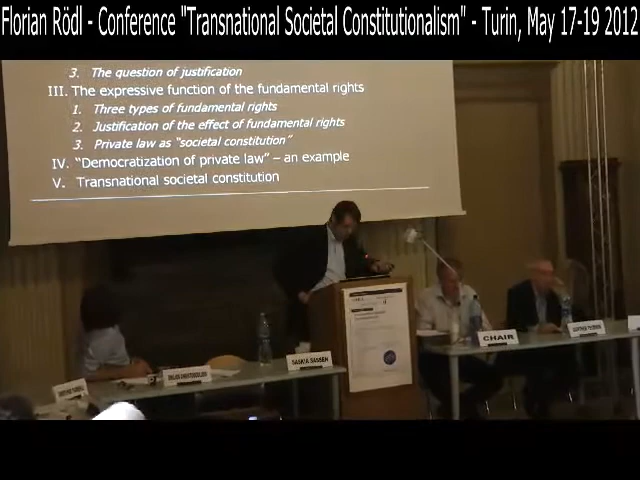 Florian Rödl - Conference "Transnational Societal Constitutionalism" - Turin, May 17-19 2012
3. The question of justification
III. The expressive function of the fundamental rights
1. Three types of fundamental rights
2. Justification of the effect of fundamental rights
3. Private law as "societal constitution"
IV. "Democratization of private law" – an example
V. Transnational societal constitution
SASKIA SASSEN
CHAIR
GUNTHER TEUBNER